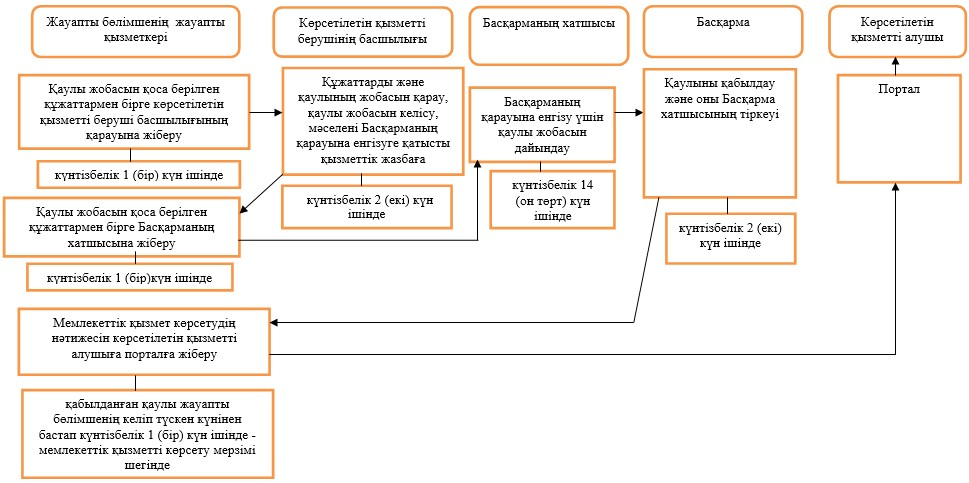 Жауапты бөлімшенің  жауапты
қызметкері
Көрсетілетін қызметті
берушінің басшылығы
Басқарманың хатшысы
Басқарма
Көрсетілетін
қызметті алушы
Қаулы жобасын қоса берілген
құжаттармен бірге көрсетілетін
қызметті беруші басшылығының
қарауына жіберу
күнтізбелік 1 (бір) күн ішінде
Құжаттарды және
қаулының жобасын қарау,
қаулы жобасын келісу,
мәселені Басқарманың
қарауына енгізуге қатысты
қызметтік жазбаға
күнтізбелік 2 (екі) күн
ішінде
Басқарманың
қарауына енгізу үшін
қаулы жобасын
дайындау
күнтізбелік 14
(он төрт) күн
ішінде
Қаулыны қабылдау
және оны Басқарма
хатшысының тіркеуі
күнтізбелік 2 (екі)
күн ішінде
Портал
Қаулы жобасын қоса берілген
құжаттармен бірге Басқарманың
хатшысына жіберу
күнтізбелік 1 (бір)күн ішінде
Мемлекеттік қызмет көрсетудің
нәтижесін көрсетілетін қызметті
алушыға порталға жіберу
қабылданған қаулы жауапты
бөлімшенің келіп түскен күнінен
бастап күнтізбелік 1 (бір) күн ішінде -
мемлекеттік қызметті көрсету мерзімі
шегінде